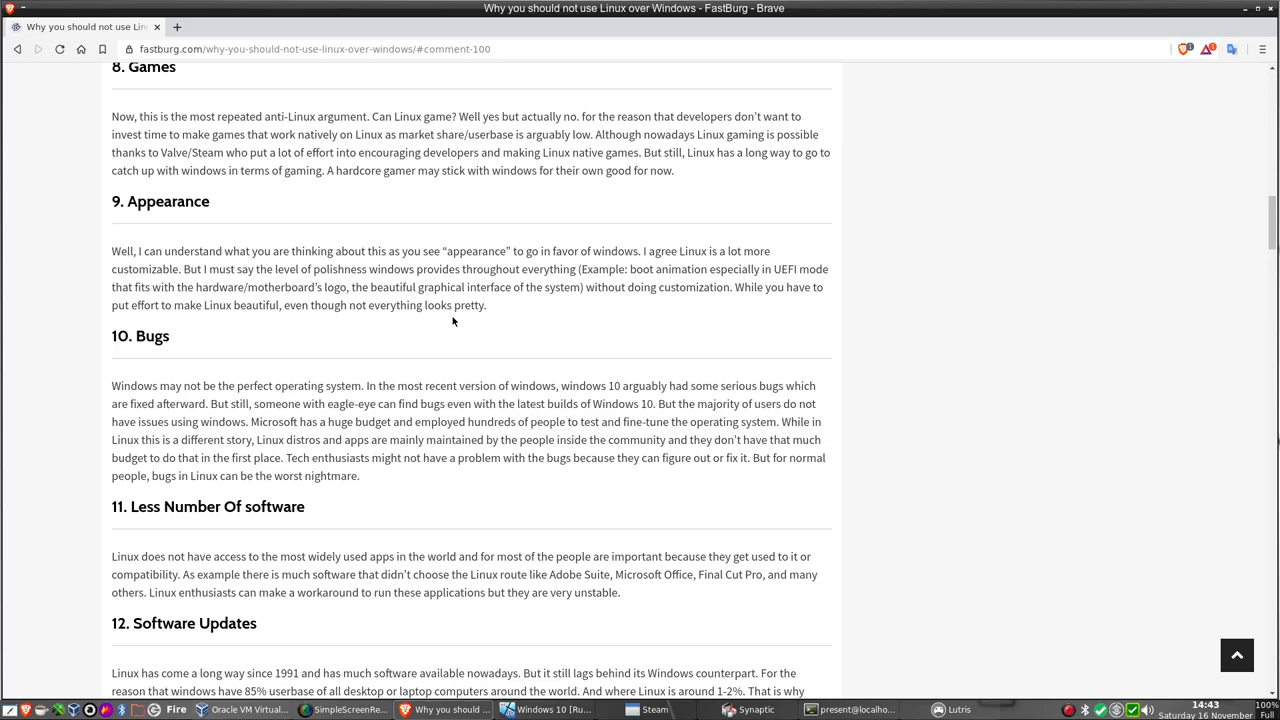 Why you should not use Linux over Windows - FastBurg - Brave
Why you should not use Lin
fastburg.com/why-you-should-not-use-linux-over-windows/#comment-100
8. Games
Now, this is the most repeated anti-Linux argument. Can Linux game? Well yes but actually no. for the reason that developers don't want to
invest time to make games that work natively on Linux as market share/userbase is arguably low. Although nowadays Linux gaming is possible
thanks to Valve/Steam who put a lot of effort into encouraging developers and making Linux native games. But still, Linux has a long way to go to
catch up with windows in terms of gaming. A hardcore gamer may stick with windows for their own good for now.
9. Appearance
Well, I can understand what you are thinking about this as you see “appearance” to go in favor of windows. I agree Linux is a lot more
customizable. But I must say the level of polishness windows provides throughout everything (Example: boot animation especially in UEFI mode
that fits with the hardware/motherboard's logo, the beautiful graphical interface of the system) without doing customization. While you have to
put effort to make Linux beautiful, even though not everything looks pretty.
10. Bugs
Windows may not be the perfect operating system. In the most recent version of windows, windows 10 arguably had some serious bugs which
are fixed afterward. But still, someone with eagle-eye can find bugs even with the latest builds of Windows 10. But the majority of users do not
have issues using windows. Microsoft has a huge budget and employed hundreds of people to test and fine-tune the operating system. While in
Linux this is a different story, Linux distros and apps are mainly maintained by the people inside the community and they don't have that much
budget to do that in the first place. Tech enthusiasts might not have a problem with the bugs because they can figure out or fix it. But for normal
people, bugs in Linux can be the worst nightmare.
11. Less Number Of software
Linux does not have access to the most widely used apps in the world and for most of the people are important because they get used to it or
compatibility. As example there is much software that didn't choose the Linux route like Adobe Suite, Microsoft Office, Final Cut Pro, and many
others. Linux enthusiasts can make a workaround to run these applications but they are very unstable.
12. Software Updates
Linux has come a long way since 1991 and has much software available nowadays. But it still lags behind its Windows counterpart. For the
reason that windows have 85% userbase of all desktop or laptop computers around the world. And where Linux is around 1-2%. That is why
Fire
Oracle VM Virtual...
SimpleScreenRe...
Why you should ...
Windows 10 [Ru...
Steam
Synaptic
present@localho...
Lutris
14:43
Saturday 16 November
100%
Full